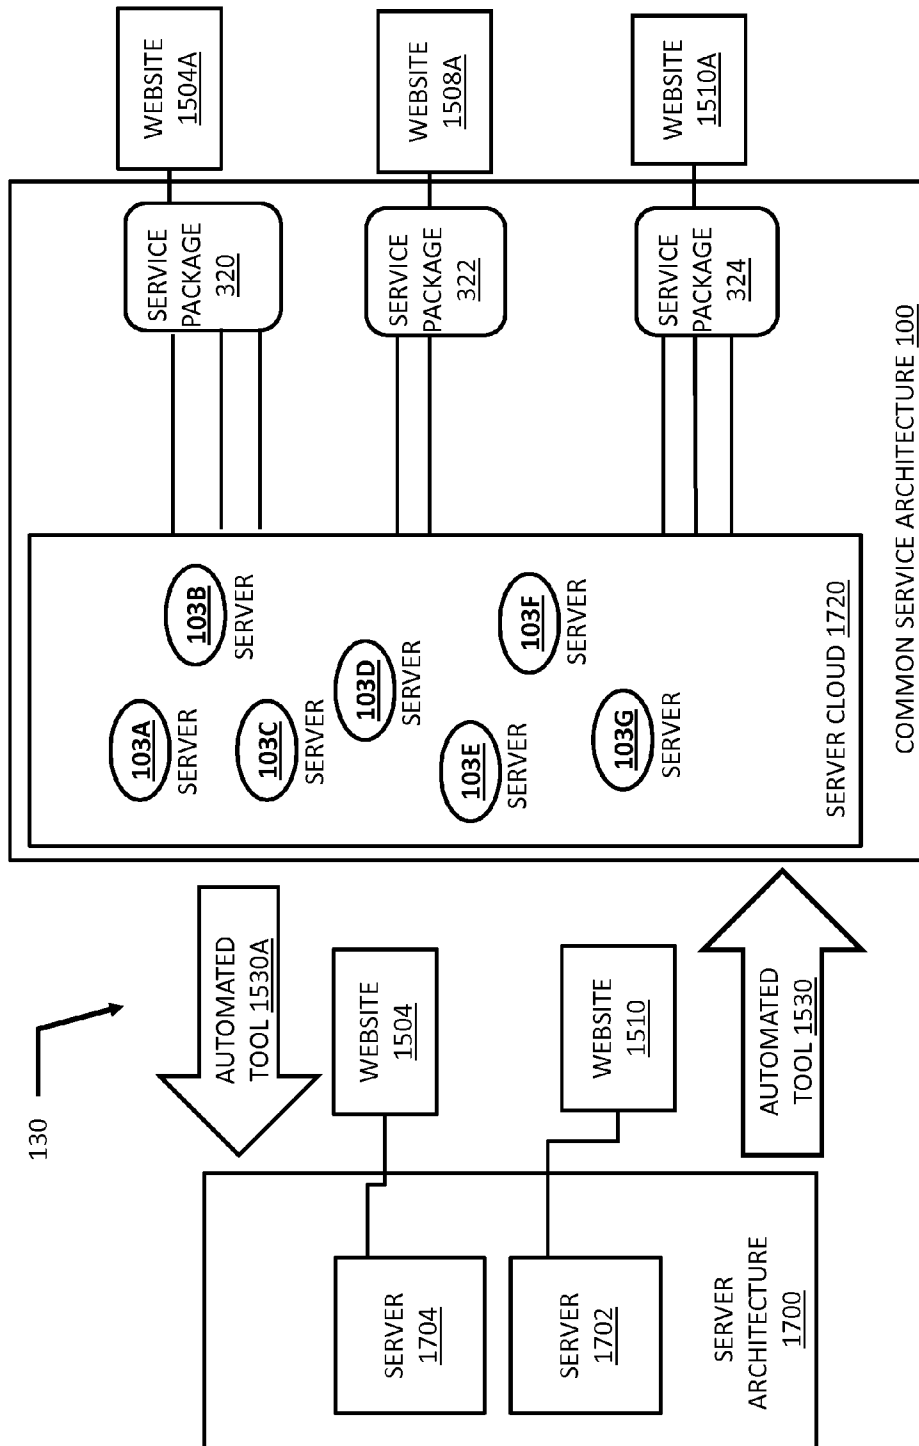 130
SERVER
1704
SERVER
1702
SERVER
ARCHITECTURE
1700
AUTOMATED
TOOL 1530A
WEBSITE
1504
WEBSITE
1510
AUTOMATED
TOOL 1530
103A
SERVER
103B
SERVER
103C
SERVER
103D
SERVER
103E
SERVER
103F
SERVER
103G
SERVER
SERVER CLOUD 1720
SERVICE
PACKAGE
320
SERVICE
PACKAGE
322
SERVICE
PACKAGE
324
COMMON SERVICE ARCHITECTURE 100
WEBSITE
1504A
WEBSITE
1508A
WEBSITE
1510A